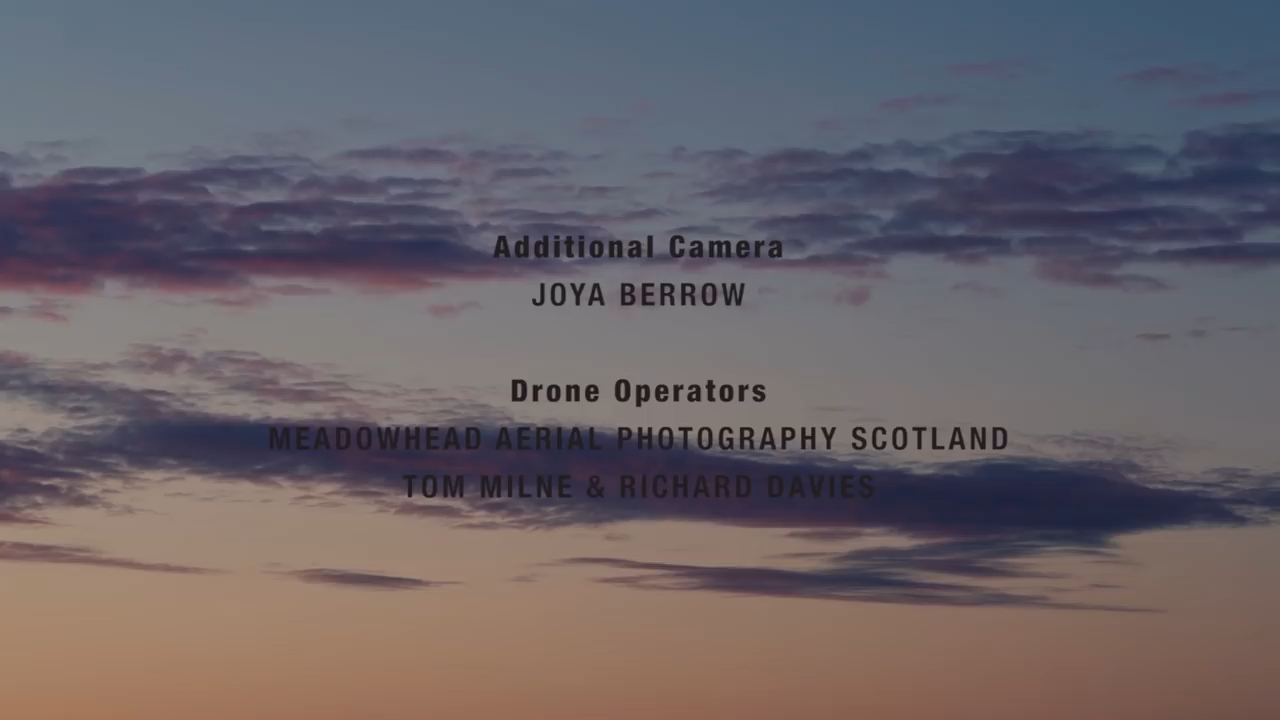 Additional Camera
JOYA BERROW
Drone Operators
MEADOWHEAD AERIAL PHOTOGRAPHY SCOTLAND
TOM MILNE & RICHARD DAVIES